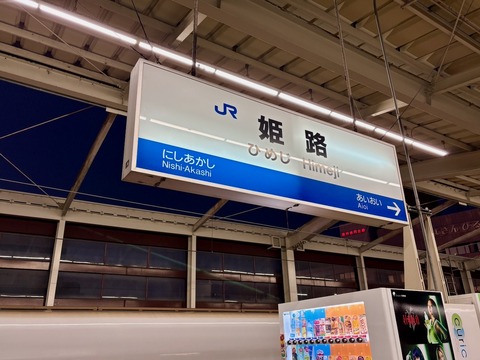 JR
姫路
ひめじ Himeji
にしあかし
Nishi-Akashi
あいおい
Aioi